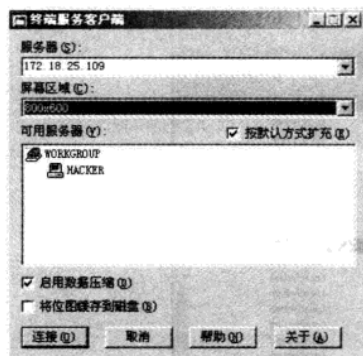 终端服务客户端
服务器(S):
172.18.25.109
屏幕区域(C):
800x600
可用服务器(V):
按默认方式扩充(E)
WORKGROUP
HACKER
启用数据压缩(D)
将位图缓存到磁盘(B)
连接(O)
取消
帮助(H)
关于(A)